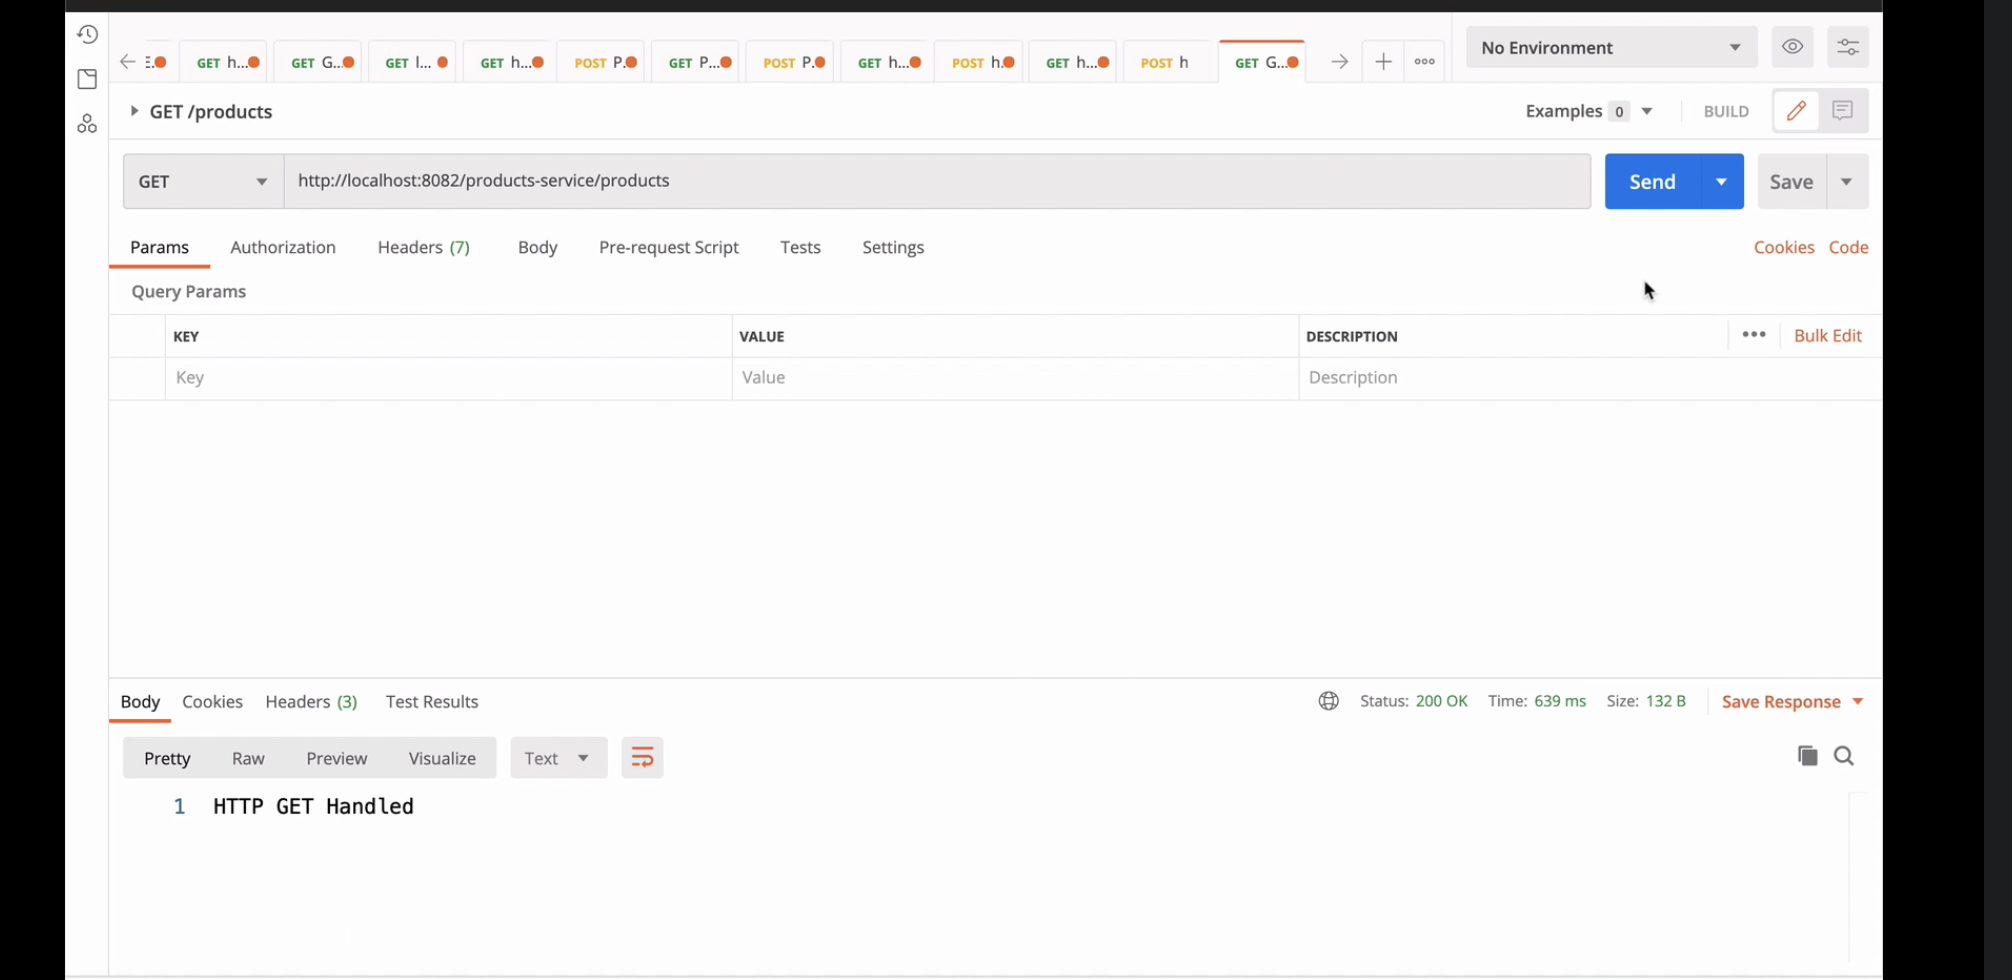 E... GET h... GET G... GET l... GET h... POST P. GET P... POST P. GET h... POST h. GET h... POST h GET G... No Environment
GET /products Examples 0 BUILD
GET http://localhost:8082/products-service/products Send Save
Params Authorization Headers (7) Body Pre-request Script Tests Settings Cookies Code
Query Params
KEY VALUE DESCRIPTION Bulk Edit
Key Value Description
Body Cookies Headers (3) Test Results Status: 200 OK Time: 639 ms Size: 132 B Save Response
Pretty Raw Preview Visualize Text
1 HTTP GET Handled